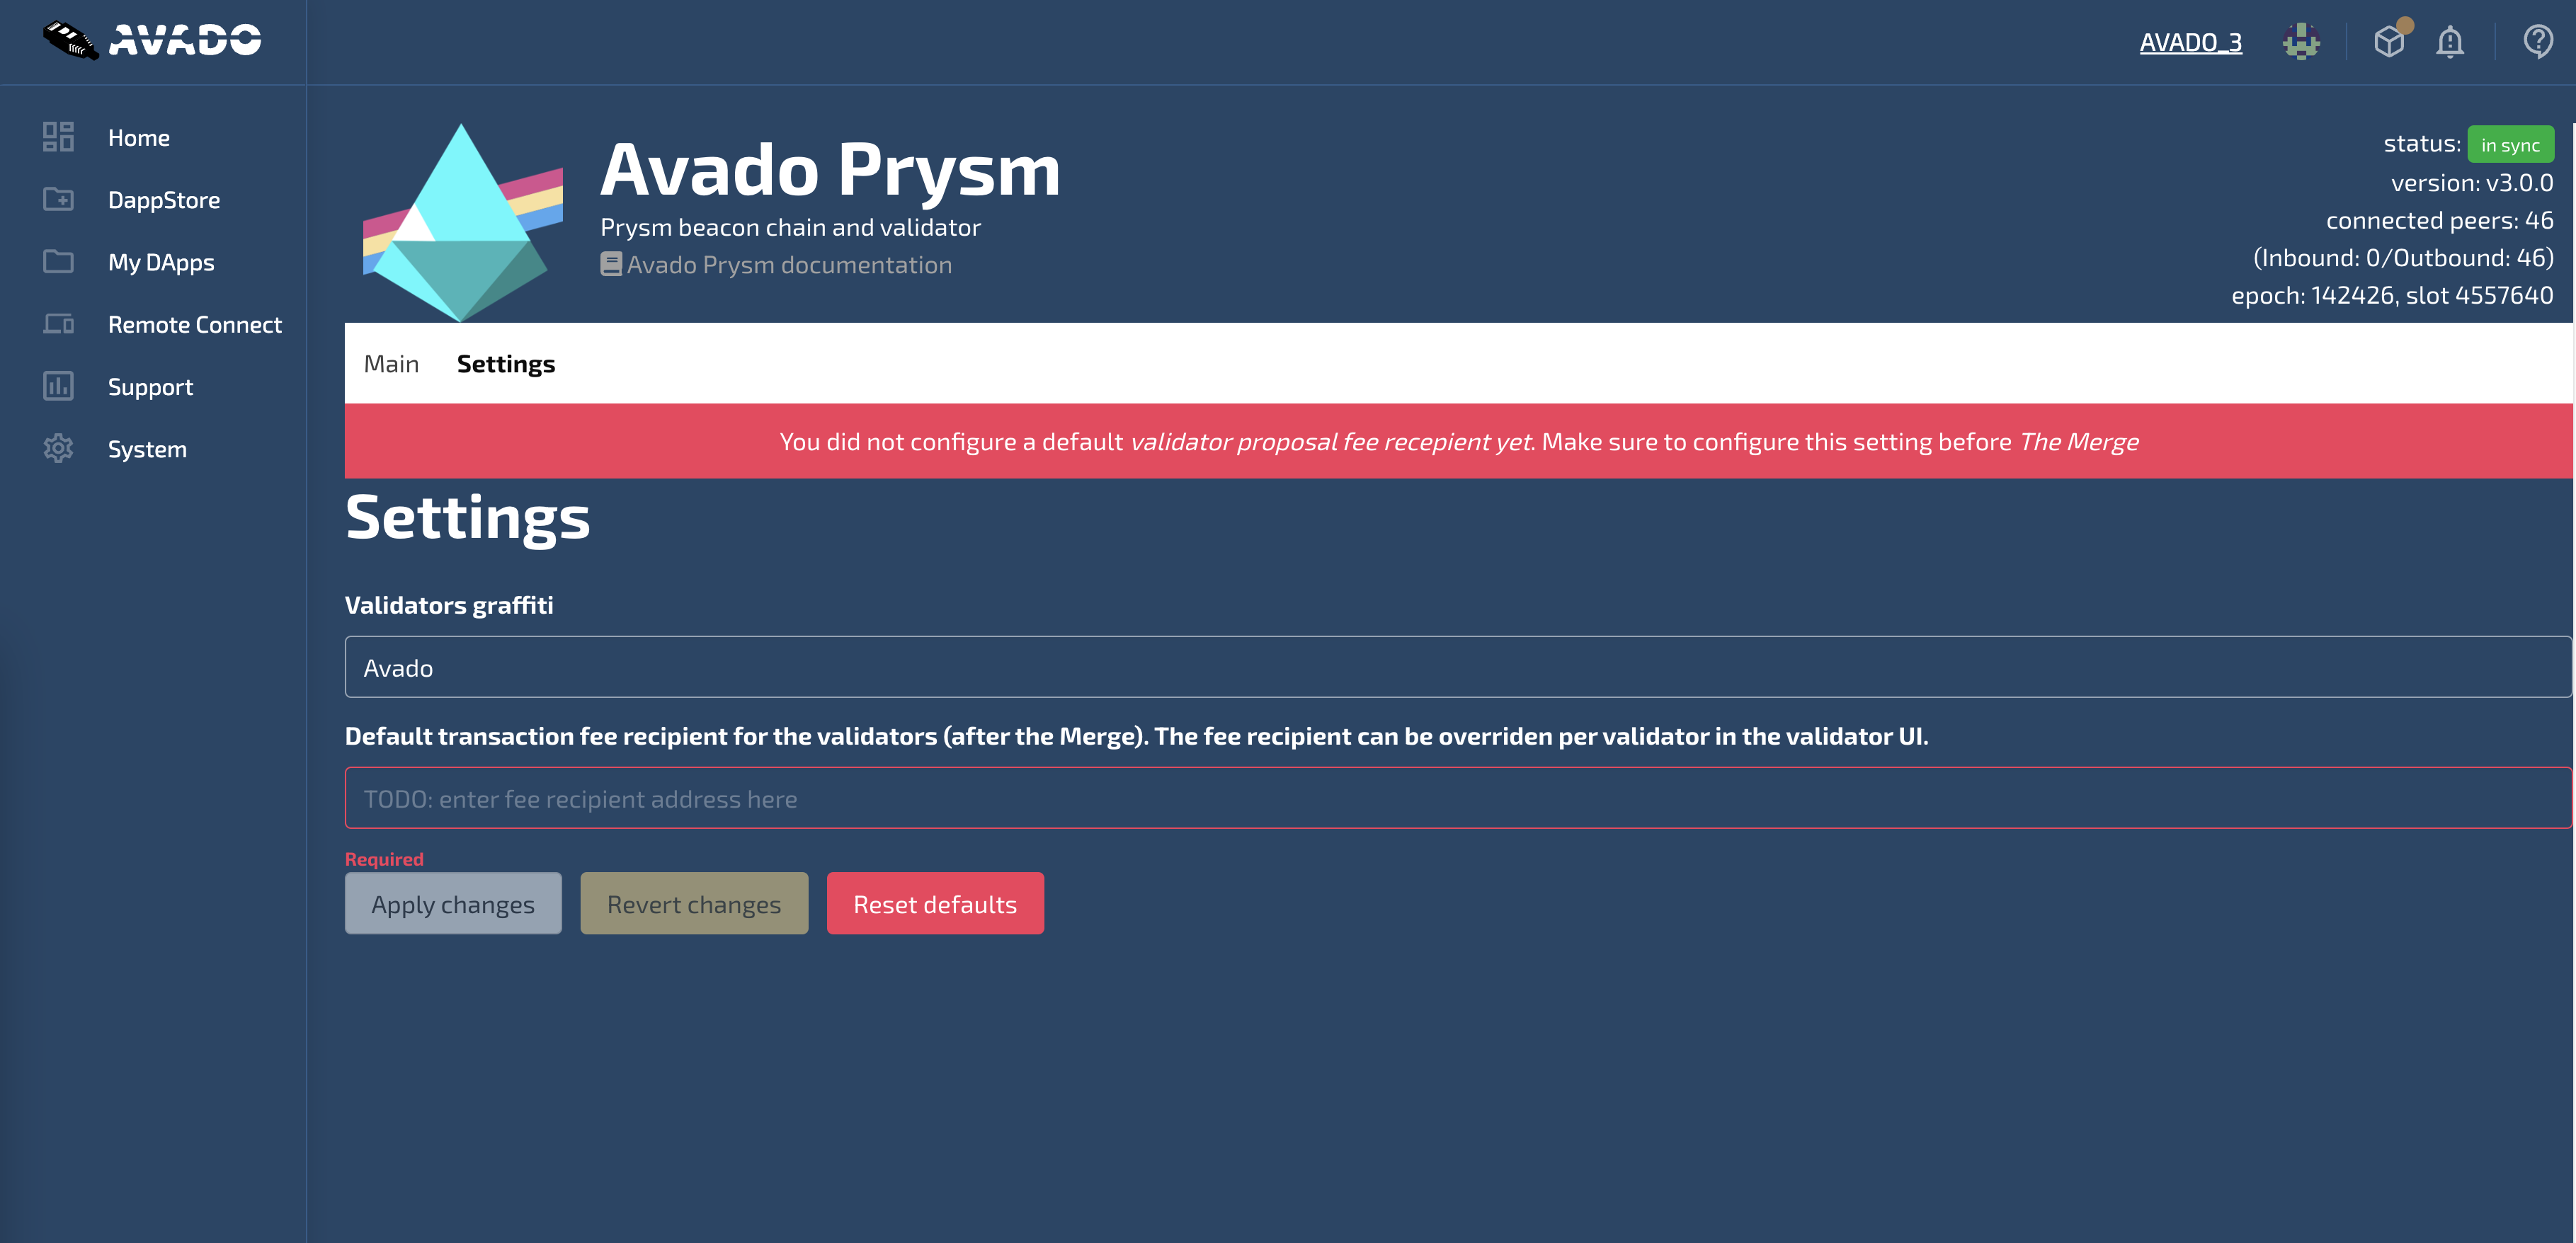 AVADO
AVADO_3
Home
DappStore
My DApps
Remote Connect
Support
System
Avado Prysm
Prysm beacon chain and validator
Avado Prysm documentation
status: in sync
version: v3.0.0
connected peers: 46
(Inbound: 0/Outbound: 46)
epoch: 142426, slot 4557640
Main Settings
You did not configure a default validator proposal fee recepient yet. Make sure to configure this setting before The Merge
Settings
Validators graffiti
Avado
Default transaction fee recipient for the validators (after the Merge). The fee recipient can be overriden per validator in the validator UI.
TODO: enter fee recipient address here
Required
Apply changes Revert changes Reset defaults